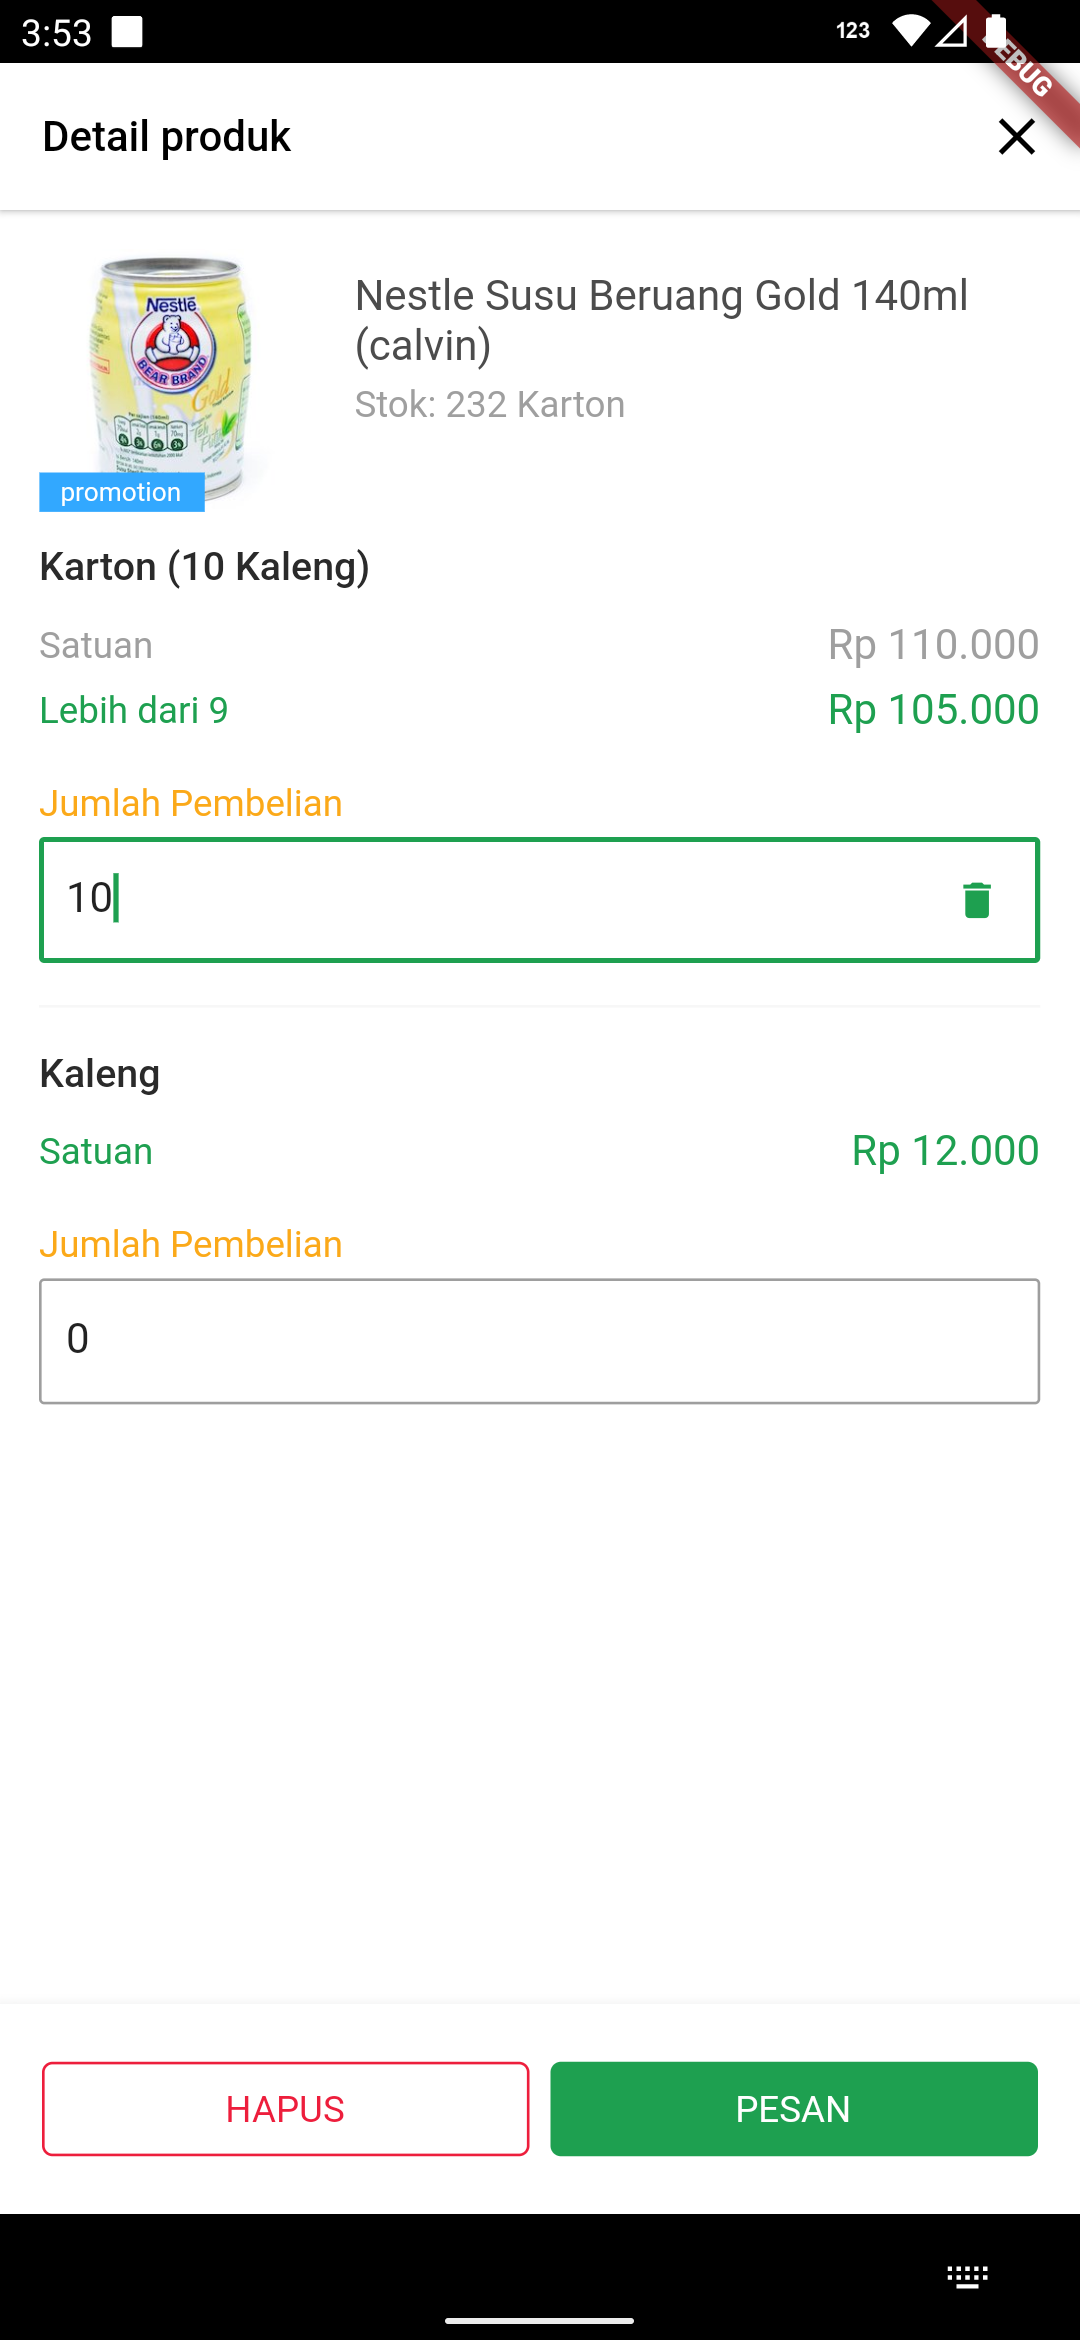 3:53
123
EBUG
Detail produk
Nestlé
BEAR BRAND
Gold
Nestle Susu Beruang Gold 140ml
(calvin)
Stok: 232 Karton
promotion
Karton (10 Kaleng)
Satuan
Rp 110.000
Lebih dari 9
Rp 105.000
Jumlah Pembelian
10
Kaleng
Satuan
Rp 12.000
Jumlah Pembelian
0
HAPUS
PESAN